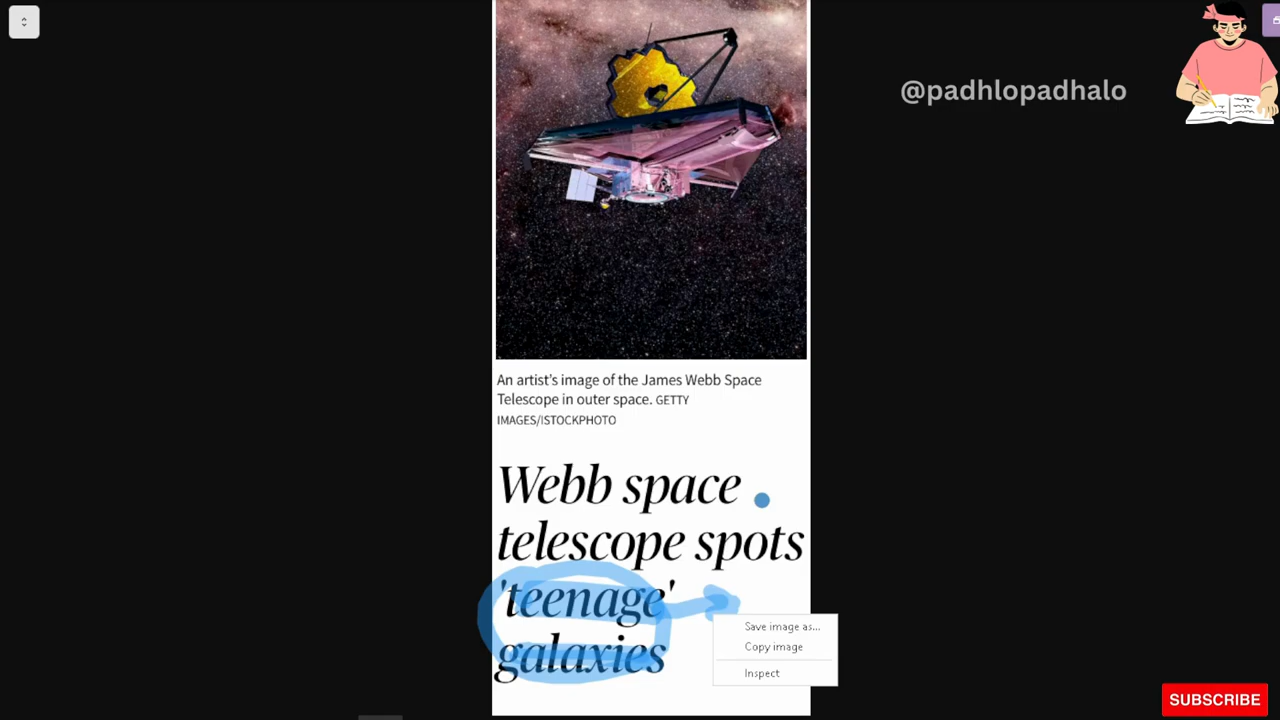 @padhlopadhalo
An artist's image of the James Webb Space
Telescope in outer space. GETTY
IMAGES/ISTOCKPHOTO
Webb space
telescope spots
'teenage'
galaxies
Save image as...
Copy image
Inspect
SUBSCRIBE